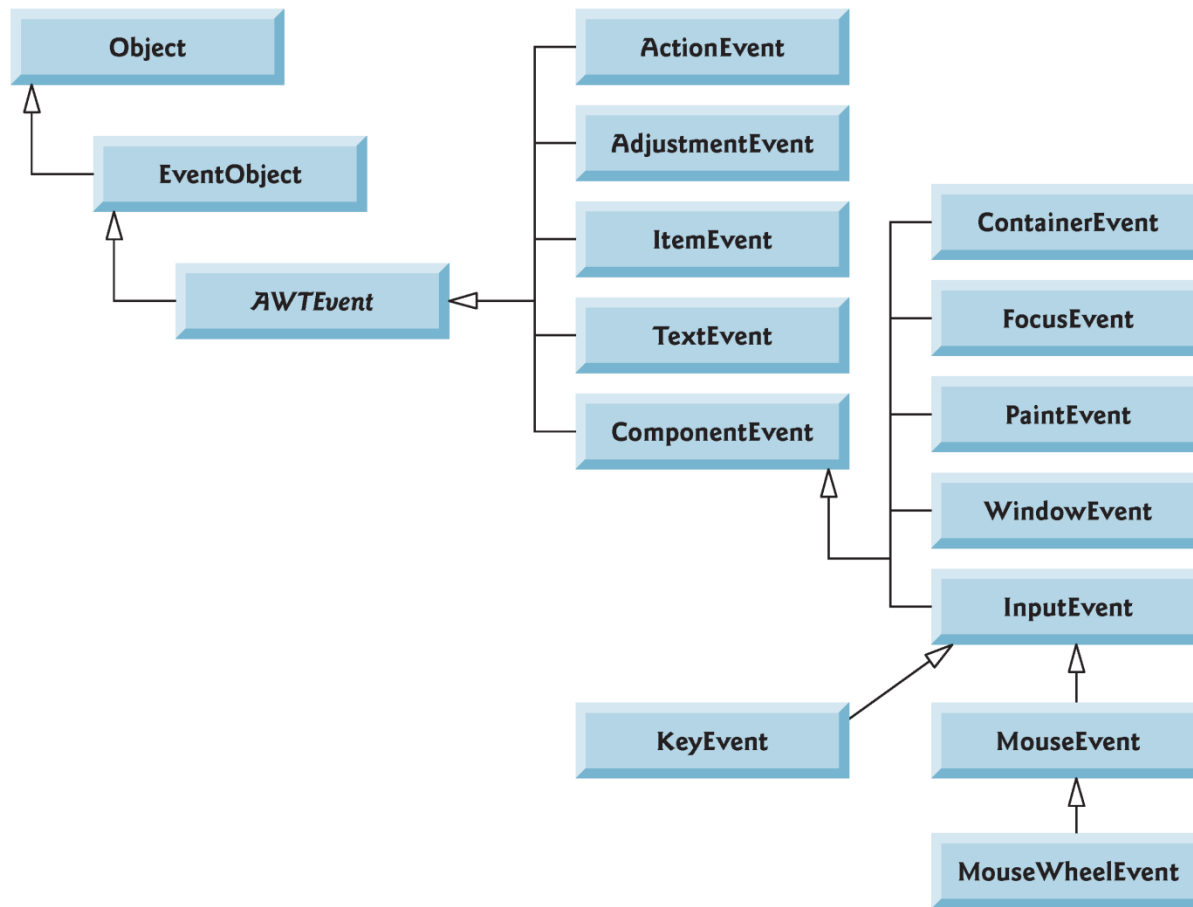 Object
EventObject
AWTEvent
ActionEvent
AdjustmentEvent
ItemEvent
TextEvent
ComponentEvent
ContainerEvent
FocusEvent
PaintEvent
WindowEvent
InputEvent
KeyEvent
MouseEvent
MouseWheelEvent